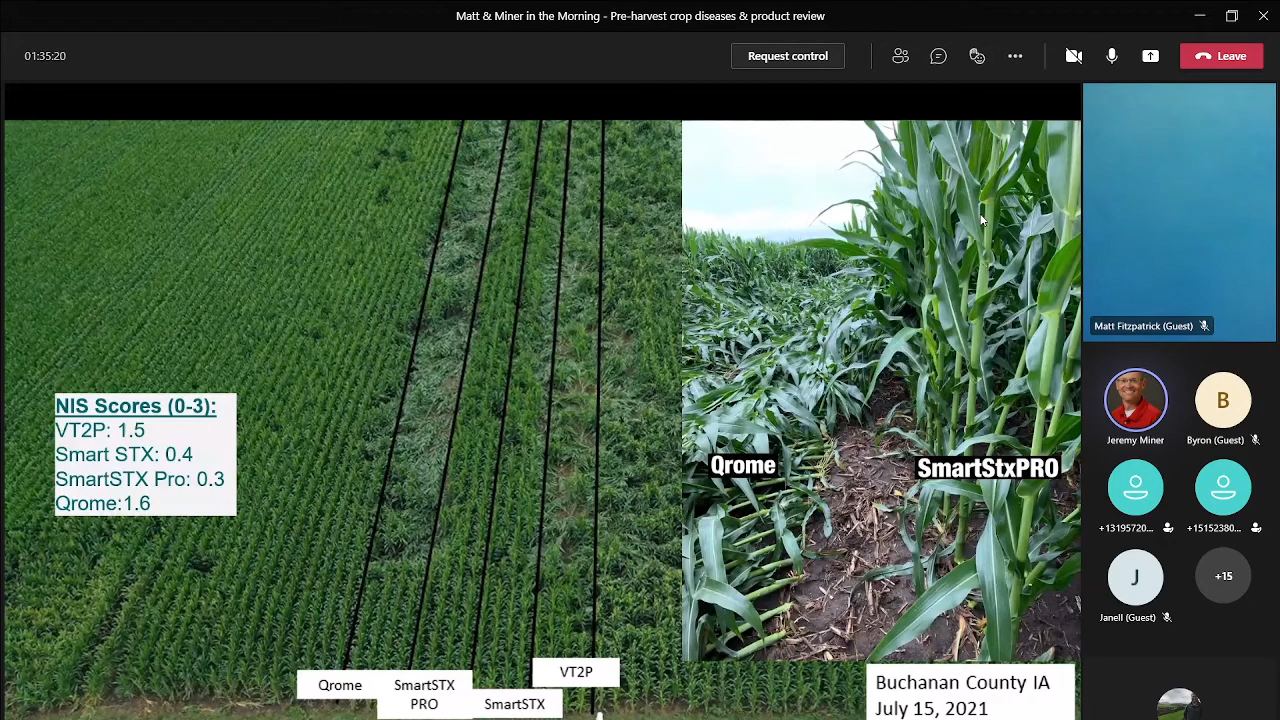 Matt & Miner in the Morning - Pre-harvest crop diseases & product review
01:35:20
Request control
Leave
NIS Scores (0-3):
VT2P: 1.5
Smart STX: 0.4
SmartSTX Pro: 0.3
Qrome:1.6
Qrome
SmartStxPRO
Qrome
SmartSTX
PRO
SmartSTX
VT2P
Buchanan County IA
July 15, 2021
Matt Fitzpatrick (Guest)
Jeremy Miner
B
Byron (Guest)
+13195720...
+15152380...
J
Janell (Guest)
+15